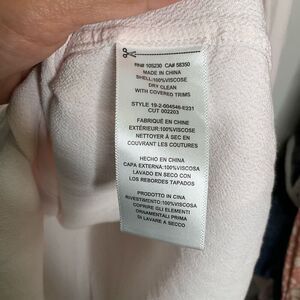 RN# 105230 CA# 58350
MADE IN CHINA
SHELL:100%VISCOSE
DRY CLEAN
WITH COVERED TRIMS
STYLE 19-2-004546-E231
CUT 002203
FABRIQUÉ EN CHINE
EXTÉRIEUR:100%VISCOSE
NETTOYER À SEC EN
COUVRANT LES COUTURES
HECHO EN CHINA
CAPA EXTERNA:100%VISCOSA
LAVADO EN SECO CON
LOS REBORDES TAPADOS
PRODOTTO IN CINA
RIVESTIMENTO:100%VISCOSA
COPRIRE GLI ELEMENTI
ORNAMENTALI PRIMA
DI LAVARE A SECCO